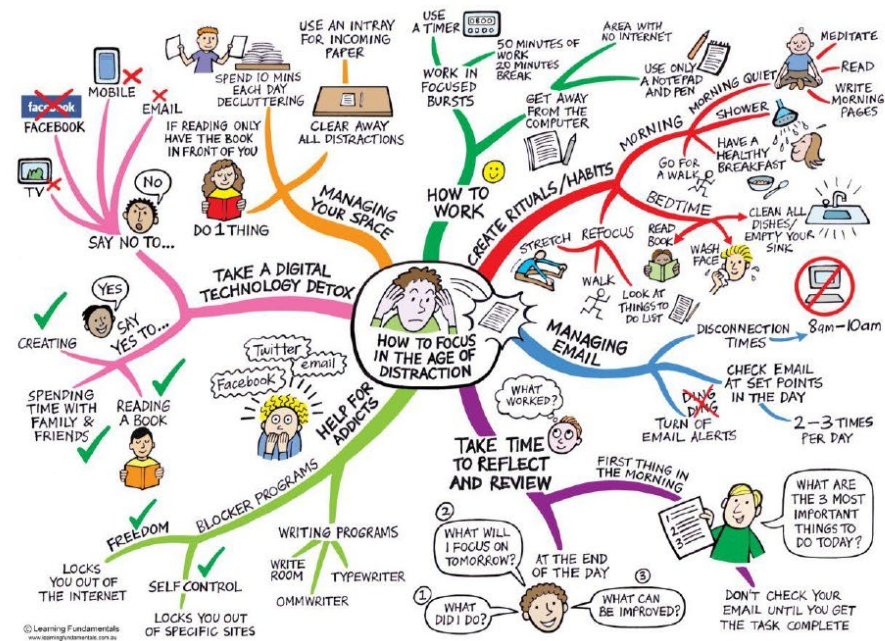 HOW TO FOCUS
IN THE AGE OF
DISTRACTION
HOW TO
WORK
USE
A TIMER
50 MINUTES OF
WORK
20 MINUTES
BREAK
WORK IN
FOCUSED
BURSTS
AREA WITH
NO INTERNET
USE ONLY
A NOTEPAD
AND PEN
GET AWAY
FROM THE
COMPUTER
CREATE RITUALS/HABITS
MORNING
MORNING QUIET
MEDITATE
READ
WRITE
MORNING
PAGES
SHOWER
HAVE A
HEALTHY
BREAKFAST
GO FOR
A WALK
BEDTIME
CLEAN ALL
DISHES/
EMPTY YOUR
SINK
READ
BOOK
WASH
FACE
REFOCUS
STRETCH
WALK
LOOK AT
THINGS TO
DO LIST
MANAGING
EMAIL
DISCONNECTION
TIMES
8am-10am
CHECK EMAIL
AT SET POINTS
IN THE DAY
2-3 TIMES
PER DAY
DING
DING
TURN OF
EMAIL ALERTS
TAKE TIME
TO REFLECT
AND REVIEW
WHAT
WORKED?
FIRST THING IN
THE MORNING
1
2
3
WHAT ARE
THE 3 MOST
IMPORTANT
THINGS TO
DO TODAY?
DON'T CHECK YOUR
EMAIL UNTIL YOU GET
THE TASK COMPLETE
AT THE END
OF THE DAY
1
WHAT
DID I DO?
2
WHAT WILL
I FOCUS ON
TOMORROW?
3
WHAT CAN
BE IMPROVED?
HELP FOR
ADDICTS
Twitter
email
Facebook
BLOCKER PROGRAMS
FREEDOM
LOCKS
YOU OUT OF
THE INTERNET
SELF CONTROL
LOCKS YOU OUT
OF SPECIFIC SITES
WRITING PROGRAMS
WRITE
ROOM
OMMWRITER
TYPEWRITER
TAKE A DIGITAL
TECHNOLOGY DETOX
SAY NO TO...
NO
TV
facebook
FACEBOOK
MOBILE
EMAIL
YES
SAY
YES TO...
CREATING
SPENDING
TIME WITH
FAMILY &
FRIENDS
READING
A BOOK
MANAGING
YOUR SPACE
SPEND 10 MINS
EACH DAY
DECLUTTERING
USE AN INTRAY
FOR INCOMING
PAPER
CLEAR AWAY
ALL DISTRACTIONS
IF READING ONLY
HAVE THE BOOK
IN FRONT OF YOU
DO 1 THING
© Learning Fundamentals
www.learningfundamentals.com.au